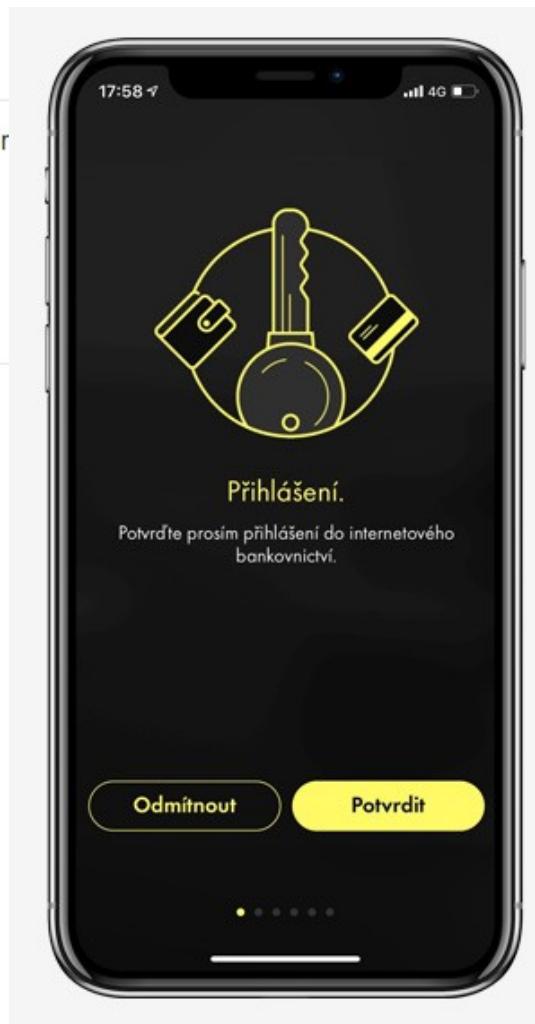 17:58
4G
r
Přihlášení.
Potvrďte prosím přihlášení do internetového
bankovnictví.
Odmítnout
Potvrdit